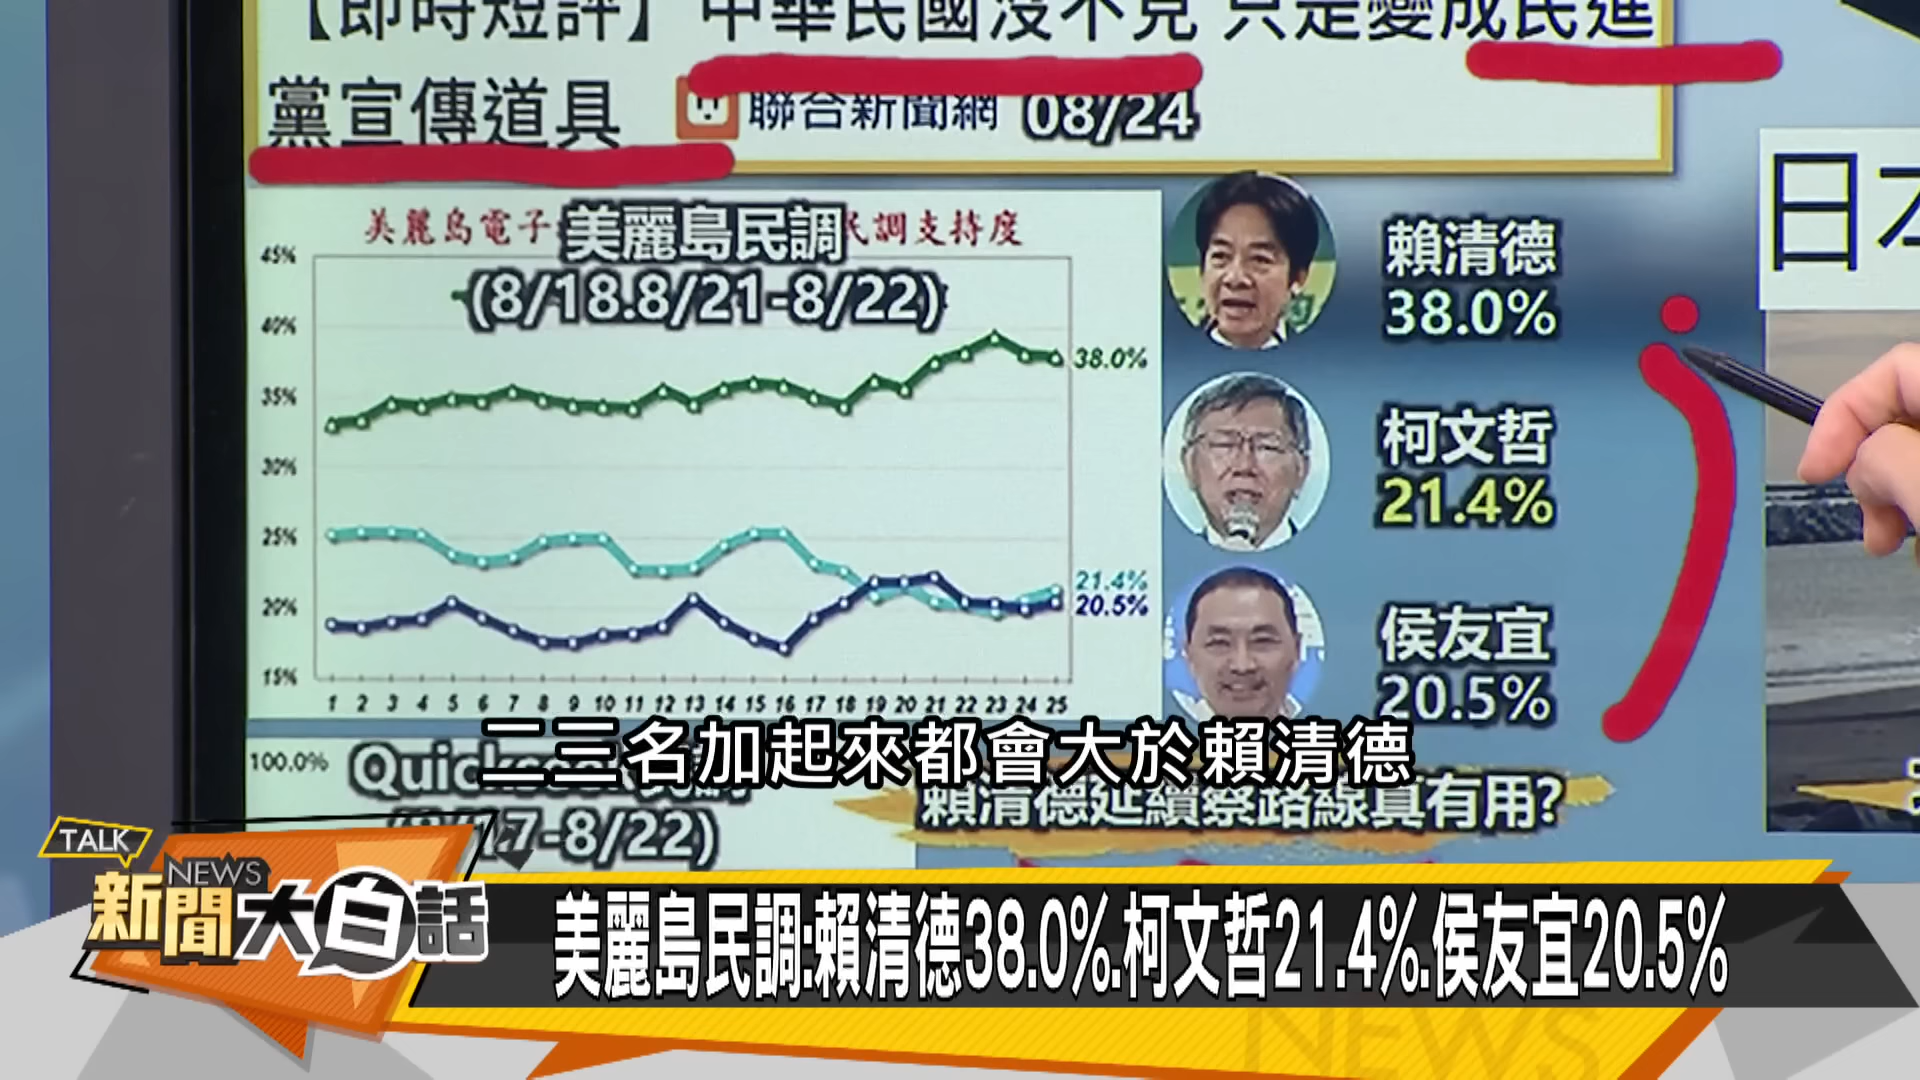 【即時短評】中華民國沒不見 只是變成民進
黨宣傳道具 聯合新聞網 08/24
美麗島電子
民調支持度
美麗島民調
(8/18.8/21-8/22)
45%
40%
35%
30%
25%
20%
15%
38.0%
21.4%
20.5%
1 2 3 4 5 6 7 8 9 10 11 12 13 14 15 16 17 18 19 20 21 22 23 24 25
賴清德
38.0%
柯文哲
21.4%
侯友宜
20.5%
日本
100.0%
-8/22)
二三名加起來都會大於賴清德
賴清德延續蔡路線真有用?
TALK
NEWS
新聞大白話
美麗島民調:賴清德38.0%.柯文哲21.4%.侯友宜20.5%
NEWS